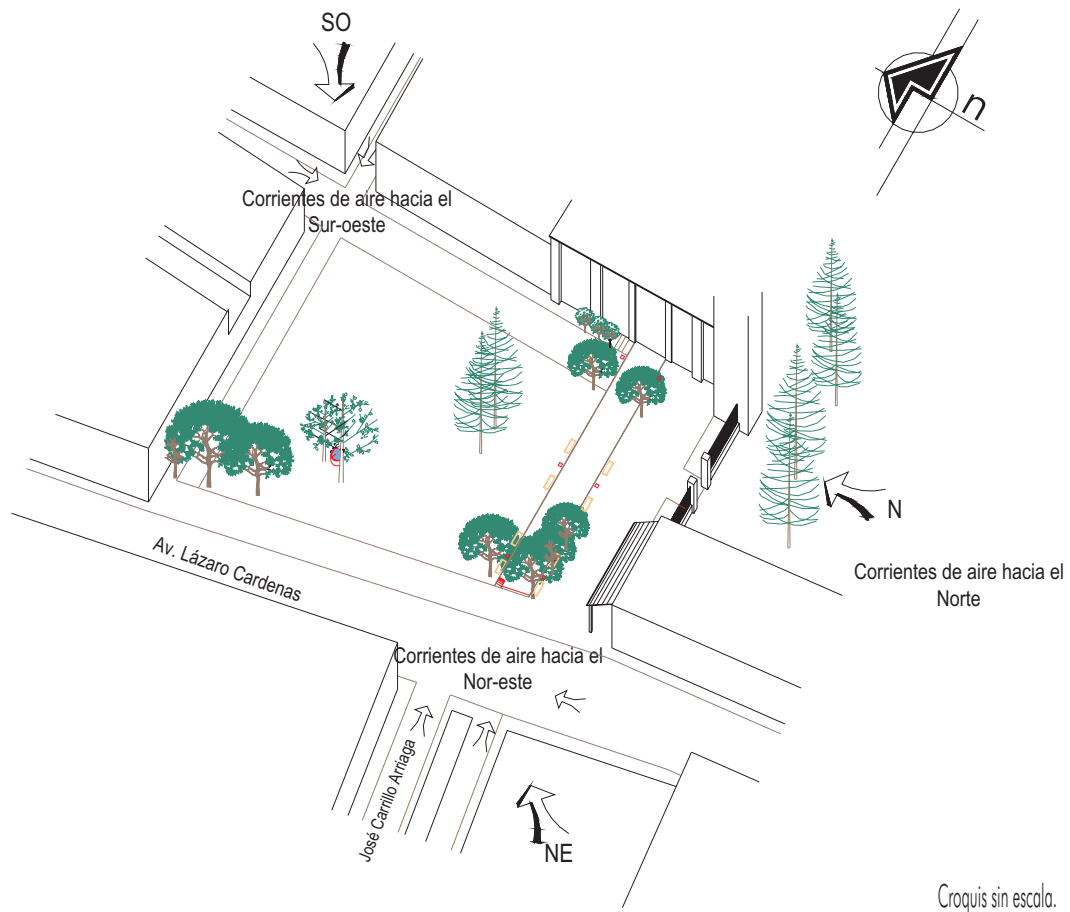 SO
n
Corrientes de aire hacia el
Sur-oeste
N
Av. Lázaro Cardenas
Corrientes de aire hacia el
Norte
Corrientes de aire hacia el
Nor-este
José Carrillo Arriaga
NE
Croquis sin escala.